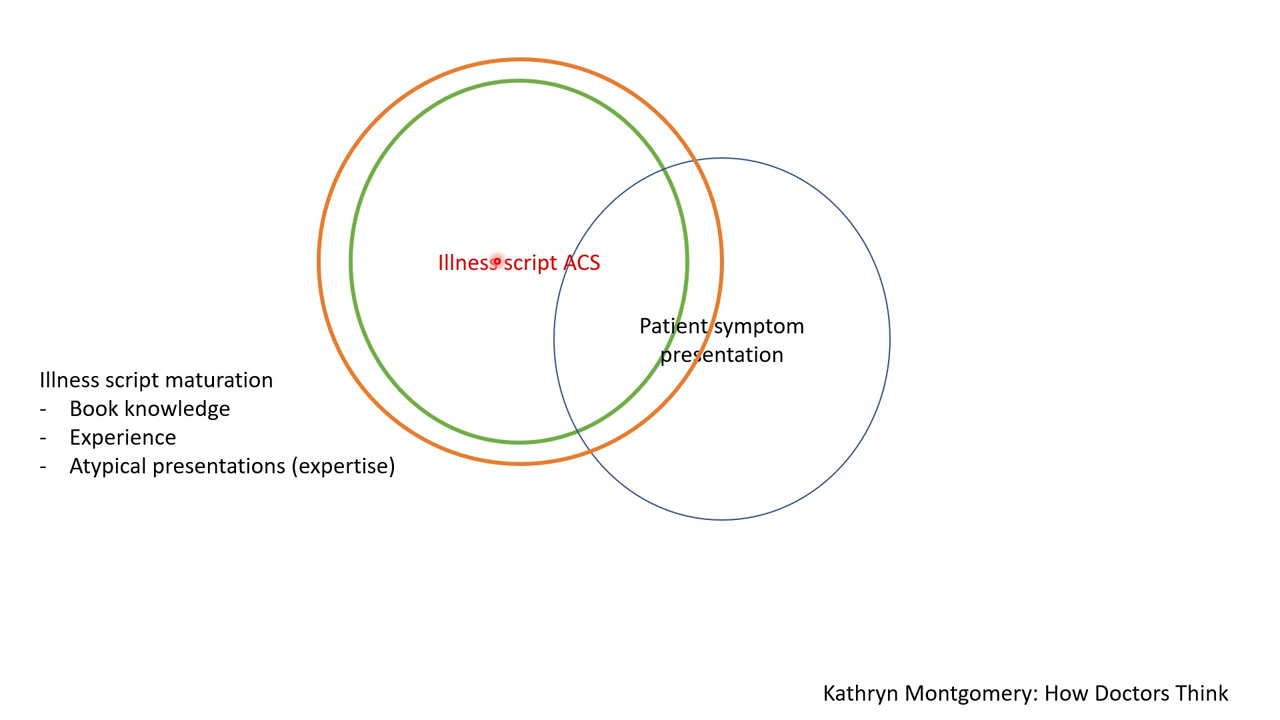 Illness script ACS
Patient symptom
presentation
Illness script maturation
- Book knowledge
- Experience
- Atypical presentations (expertise)
Kathryn Montgomery: How Doctors Think